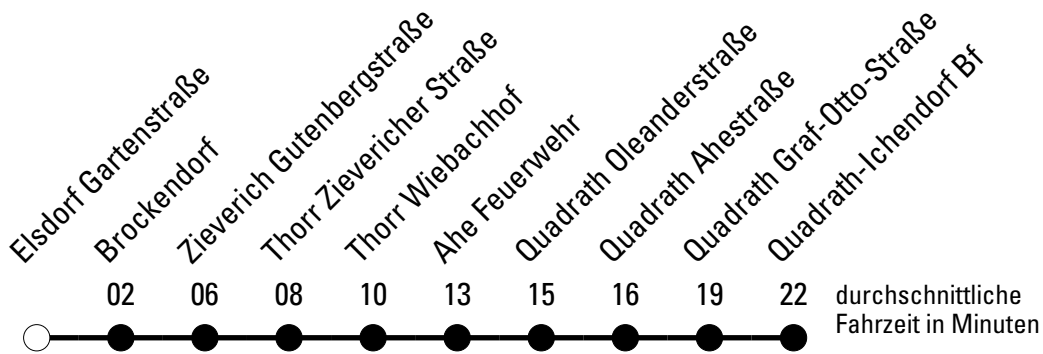 Elsdorf Gartenstraße
Brockendorf
Zieverich Gutenbergstraße
Thorr Zievericher Straße
Thorr Wiebachhof
Ahe Feuerwehr
Quadrath Oleanderstraße
Quadrath Ahestraße
Quadrath Graf-Otto-Straße
Quadrath-Ichendorf Bf
02 06 08 10 13 15 16 19 22
durchschnittliche
Fahrzeit in Minuten